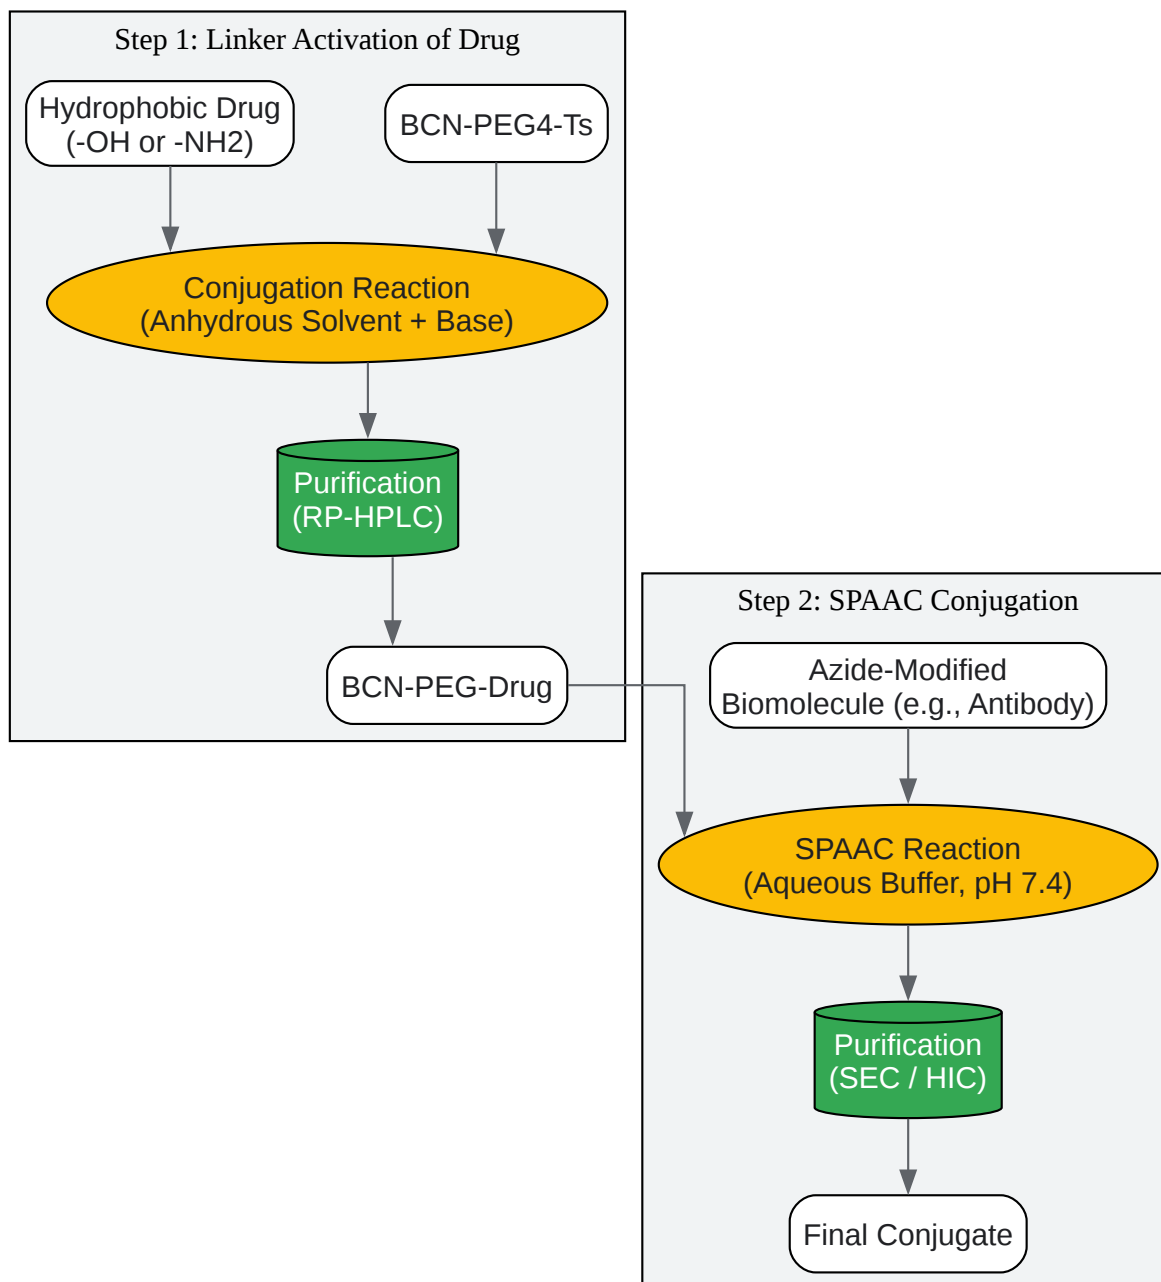 Step 1: Linker Activation of Drug
Hydrophobic Drug
(-OH or -NH2)
BCN-PEG4-Ts
Conjugation Reaction
(Anhydrous Solvent + Base)
Purification
(RP-HPLC)
BCN-PEG-Drug
Step 2: SPAAC Conjugation
Azide-Modified
Biomolecule (e.g., Antibody)
SPAAC Reaction
(Aqueous Buffer, pH 7.4)
Purification
(SEC / HIC)
Final Conjugate